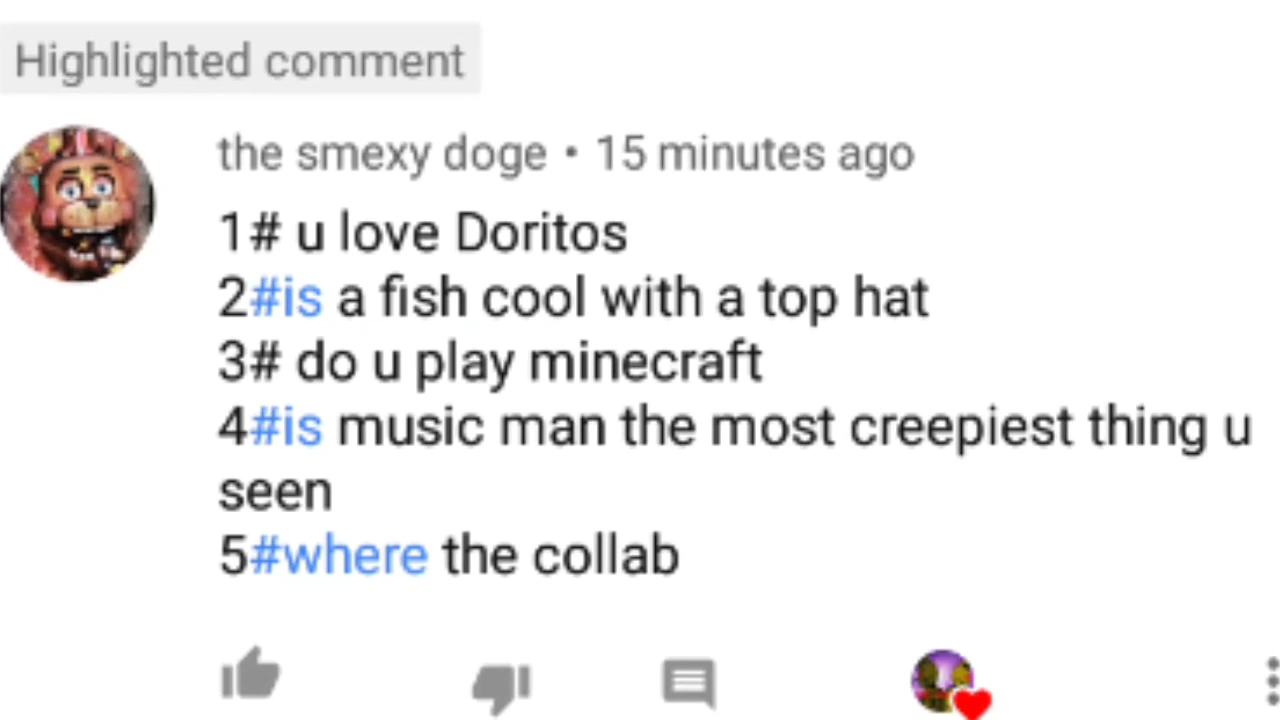 Highlighted comment
the smexy doge • 15 minutes ago
1# u love Doritos
2#is a fish cool with a top hat
3# do u play minecraft
4#is music man the most creepiest thing u
seen
5#where the collab